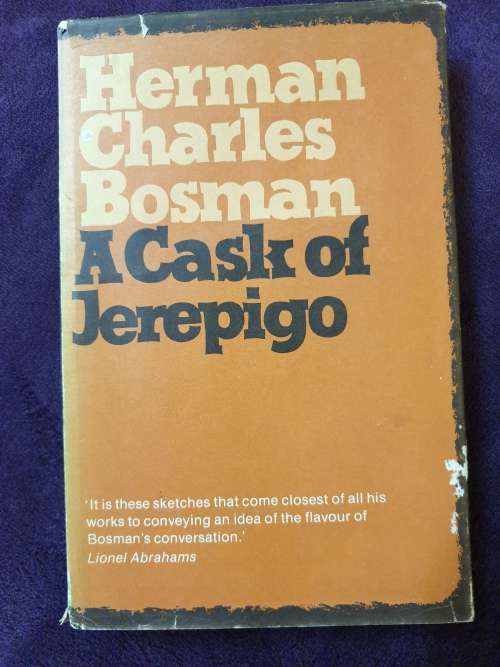 Herman
Charles
Bosman
A Cask of
Jerepigo
‘It is these sketches that come closest of all his
works to conveying an idea of the flavour of
Bosman's conversation.’
Lionel Abrahams